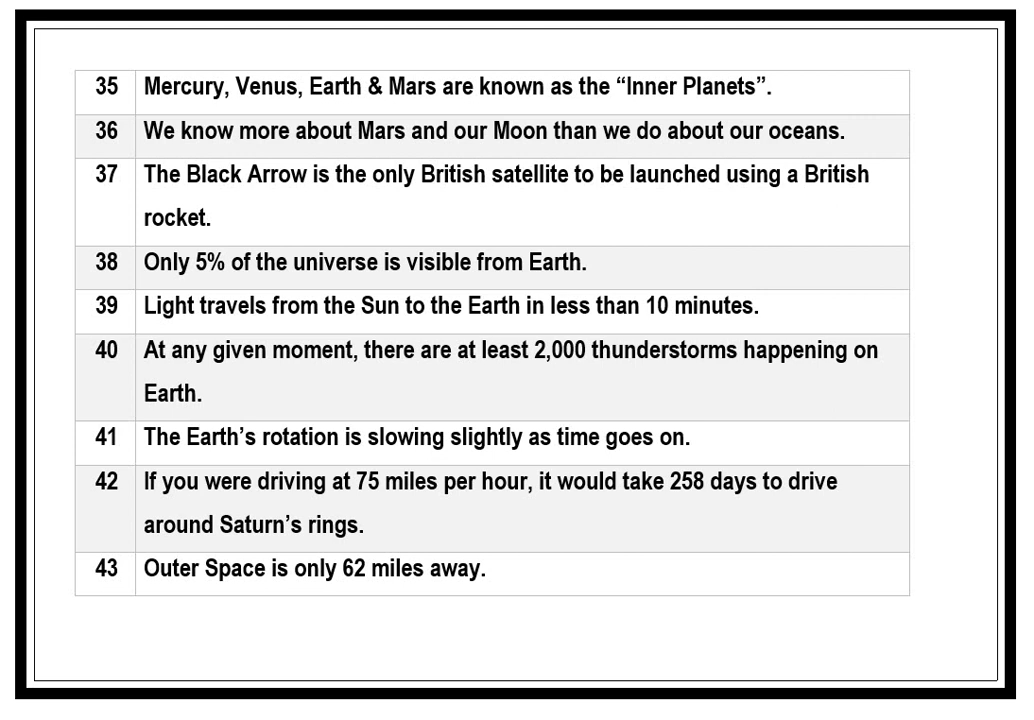 35 Mercury, Venus, Earth & Mars are known as the “Inner Planets”.
36 We know more about Mars and our Moon than we do about our oceans.
37 The Black Arrow is the only British satellite to be launched using a British
rocket.
38 Only 5% of the universe is visible from Earth.
39 Light travels from the Sun to the Earth in less than 10 minutes.
40 At any given moment, there are at least 2,000 thunderstorms happening on
Earth.
41 The Earth’s rotation is slowing slightly as time goes on.
42 If you were driving at 75 miles per hour, it would take 258 days to drive
around Saturn’s rings.
43 Outer Space is only 62 miles away.